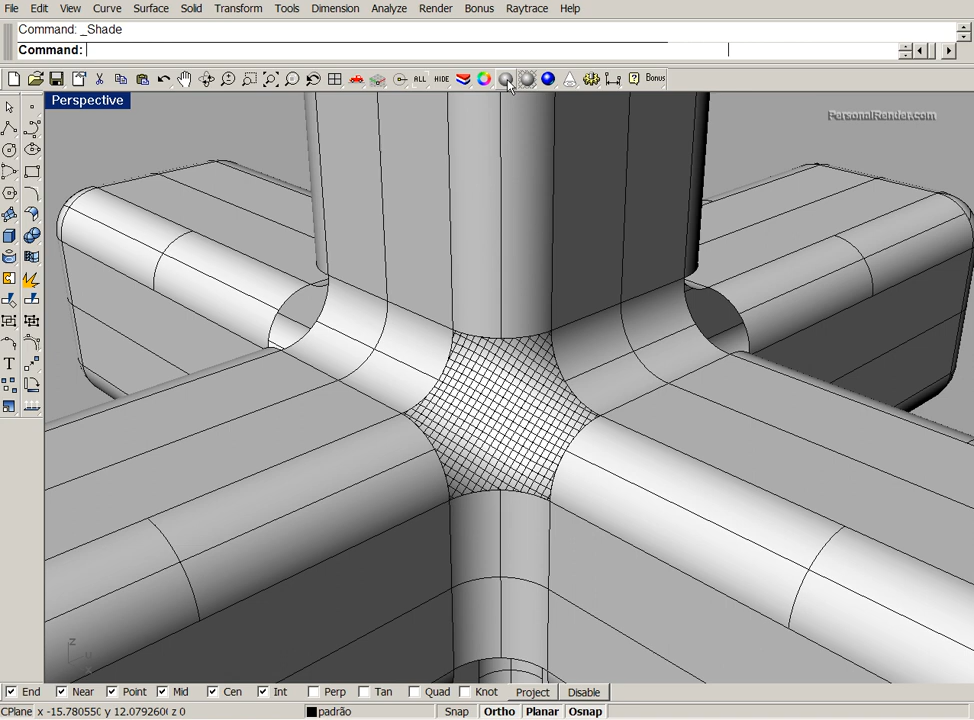 File Edit View Curve Surface Solid Transform Tools Dimension Analyze Render Bonus Raytrace Help
Command: _Shade
Command:
ALL HIDE ? Bonus
Perspective
PersonalRender.com
T
z
x
End Near Point Mid Cen Int Perp Tan Quad Knot Project Disable
CPlane x -15.780550 y 12.0792600 z 0 padrão Snap Ortho Planar Osnap